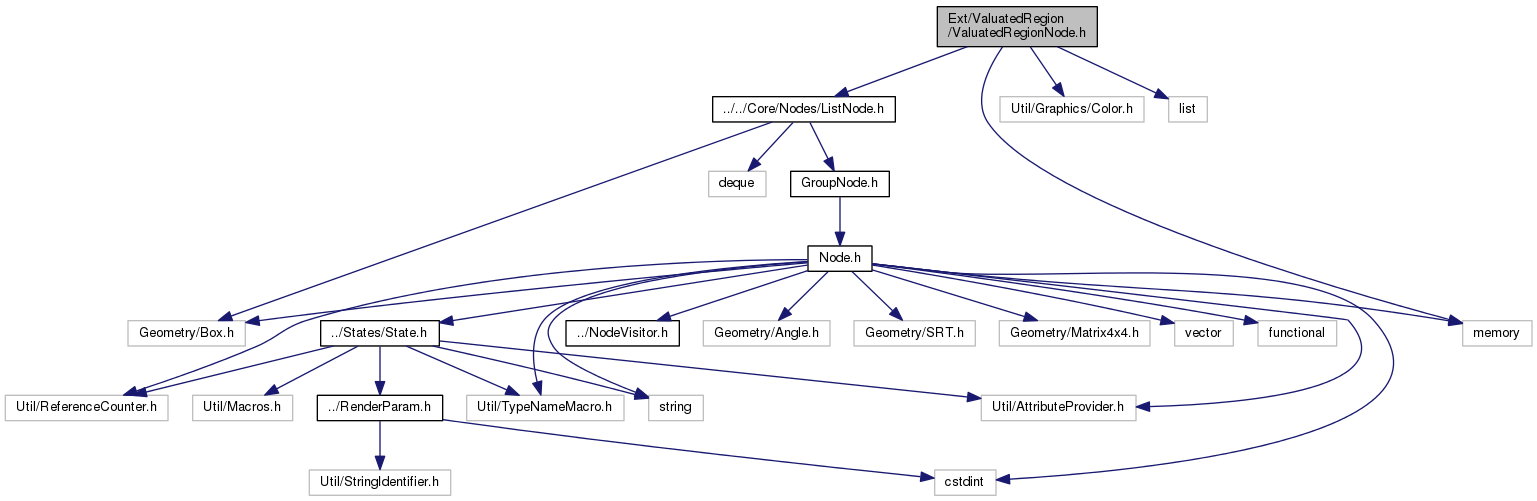 Ext/ValuatedRegion
/ValuatedRegionNode.h
../../Core/Nodes/ListNode.h
Util/Graphics/Color.h
list
deque
GroupNode.h
Node.h
Geometry/Box.h
../States/State.h
../NodeVisitor.h
Geometry/Angle.h
Geometry/SRT.h
Geometry/Matrix4x4.h
vector
functional
memory
Util/ReferenceCounter.h
Util/Macros.h
../RenderParam.h
Util/TypeNameMacro.h
string
Util/AttributeProvider.h
Util/StringIdentifier.h
cstdint